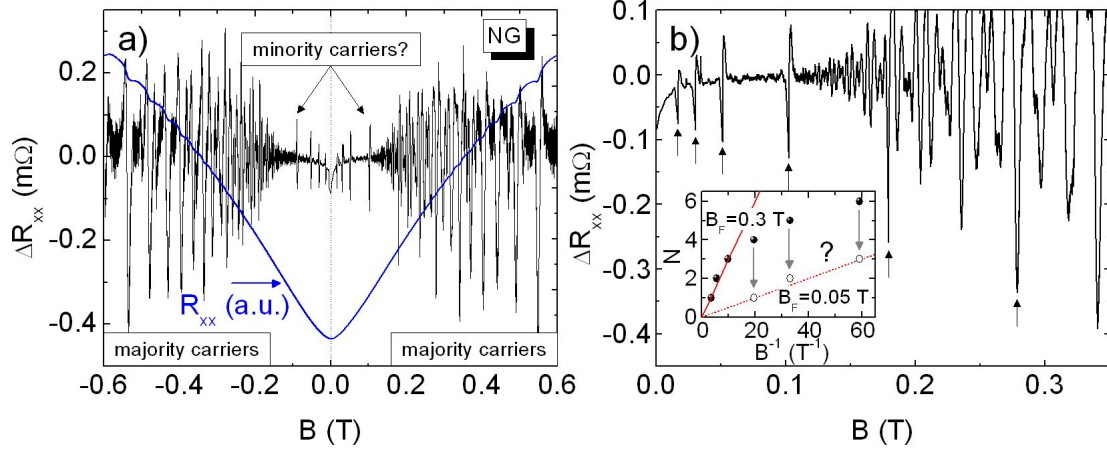 a)
minority carriers?
NG
0.2
0.0
-0.2
-0.4
ΔRxx (mΩ)
Rxx (a.u.)
majority carriers
majority carriers
-0.6 -0.4 -0.2 0.0 0.2 0.4 0.6
B (T)
b)
0.1
0.0
-0.1
-0.2
-0.3
-0.4
ΔRxx (mΩ)
6
4
2
0
N
BF=0.3 T
?
BF=0.05 T
0 20 40 60
B-1 (T-1)
0.0 0.1 0.2 0.3
B (T)